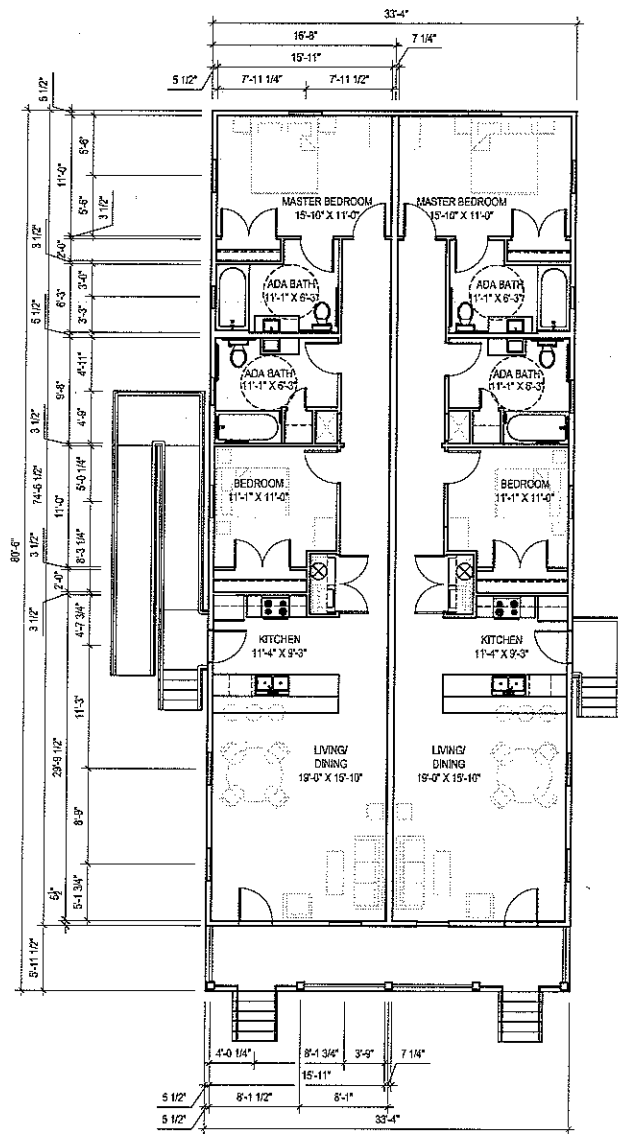 33'-4"
16'-8"
7 1/4"
15'-11"
5 1/2"
7'-11 1/4"
7'-11 1/2"
5 1/2"
11'-0"
5'-6"
5'-6"
3 1/2"
3 1/2"
2'-0"
5 1/2"
6'-3"
3'-0"
3'-3"
9'-8"
4'-11"
4'-9"
3 1/2"
74'-6 1/2"
11'-0"
5'-0 1/4"
8'-3 1/4"
80'-6"
3 1/2"
2'-0"
3 1/2"
4'-7 3/4"
11'-3"
29'-9 1/2"
8'-9"
5'-1 3/4"
5'-11 1/2"
MASTER BEDROOM
15'-10" X 11'-0"
MASTER BEDROOM
15'-10" X 11'-0"
ADA BATH
11'-1" X 6'-3"
ADA BATH
11'-1" X 6'-3"
ADA BATH
11'-1" X 6'-3"
ADA BATH
11'-1" X 6'-3"
BEDROOM
11'-1" X 11'-0"
BEDROOM
11'-1" X 11'-0"
KITCHEN
11'-4" X 9'-3"
KITCHEN
11'-4" X 9'-3"
LIVING/
DINING
19'-0" X 15'-10"
LIVING/
DINING
19'-0" X 15'-10"
4'-0 1/4"
8'-1 3/4"
3'-9"
7 1/4"
15'-11"
5 1/2"
8'-1 1/2"
8'-1"
5 1/2"
33'-4"